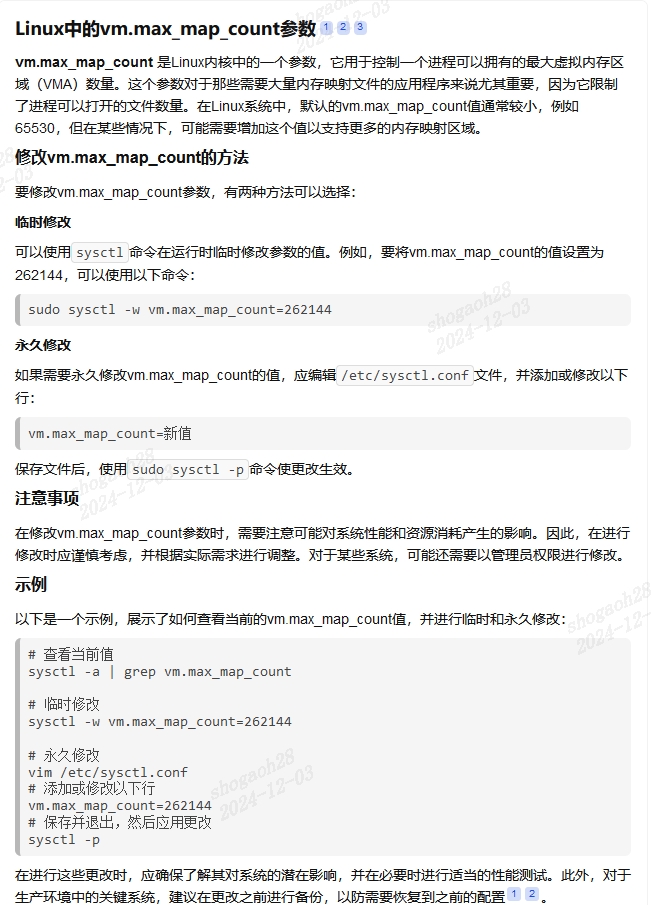 Linux中的vm.max_map_count参数 1 2 3
vm.max_map_count 是Linux内核中的一个参数，它用于控制一个进程可以拥有的最大虚拟内存区
域（VMA）数量。这个参数对于那些需要大量内存映射文件的应用程序来说尤其重要，因为它限制
了进程可以打开的文件数量。在Linux系统中，默认的vm.max_map_count值通常较小，例如
65530，但在某些情况下，可能需要增加这个值以支持更多的内存映射区域。
修改vm.max_map_count的方法
要修改vm.max_map_count参数，有两种方法可以选择：
临时修改
可以使用 sysctl 命令在运行时临时修改参数的值。例如，要将vm.max_map_count的值设置为
262144，可以使用以下命令：
sudo sysctl -w vm.max_map_count=262144
永久修改
如果需要永久修改vm.max_map_count的值，应编辑 /etc/sysctl.conf 文件，并添加或修改以下
行：
vm.max_map_count=新值
保存文件后，使用 sudo sysctl -p 命令使更改生效。
注意事项
在修改vm.max_map_count参数时，需要注意可能对系统性能和资源消耗产生的影响。因此，在进行
修改时应谨慎考虑，并根据实际需求进行调整。对于某些系统，可能还需要以管理员权限进行修改。
示例
以下是一个示例，展示了如何查看当前的vm.max_map_count值，并进行临时和永久修改：
# 查看当前值
sysctl -a | grep vm.max_map_count
# 临时修改
sysctl -w vm.max_map_count=262144
# 永久修改
vim /etc/sysctl.conf
# 添加或修改以下行
vm.max_map_count=262144
# 保存并退出，然后应用更改
sysctl -p
在进行这些更改时，应确保了解其对系统的潜在影响，并在必要时进行适当的性能测试。此外，对于
生产环境中的关键系统，建议在更改之前进行备份，以防需要恢复到之前的配置 1 2 。
shogaoh28
2024-12-03
shogaoh28
2024-12-03
shogaoh28
2024-12-03
shogaoh28
2024-12-
shogaoh28
2024-12-03